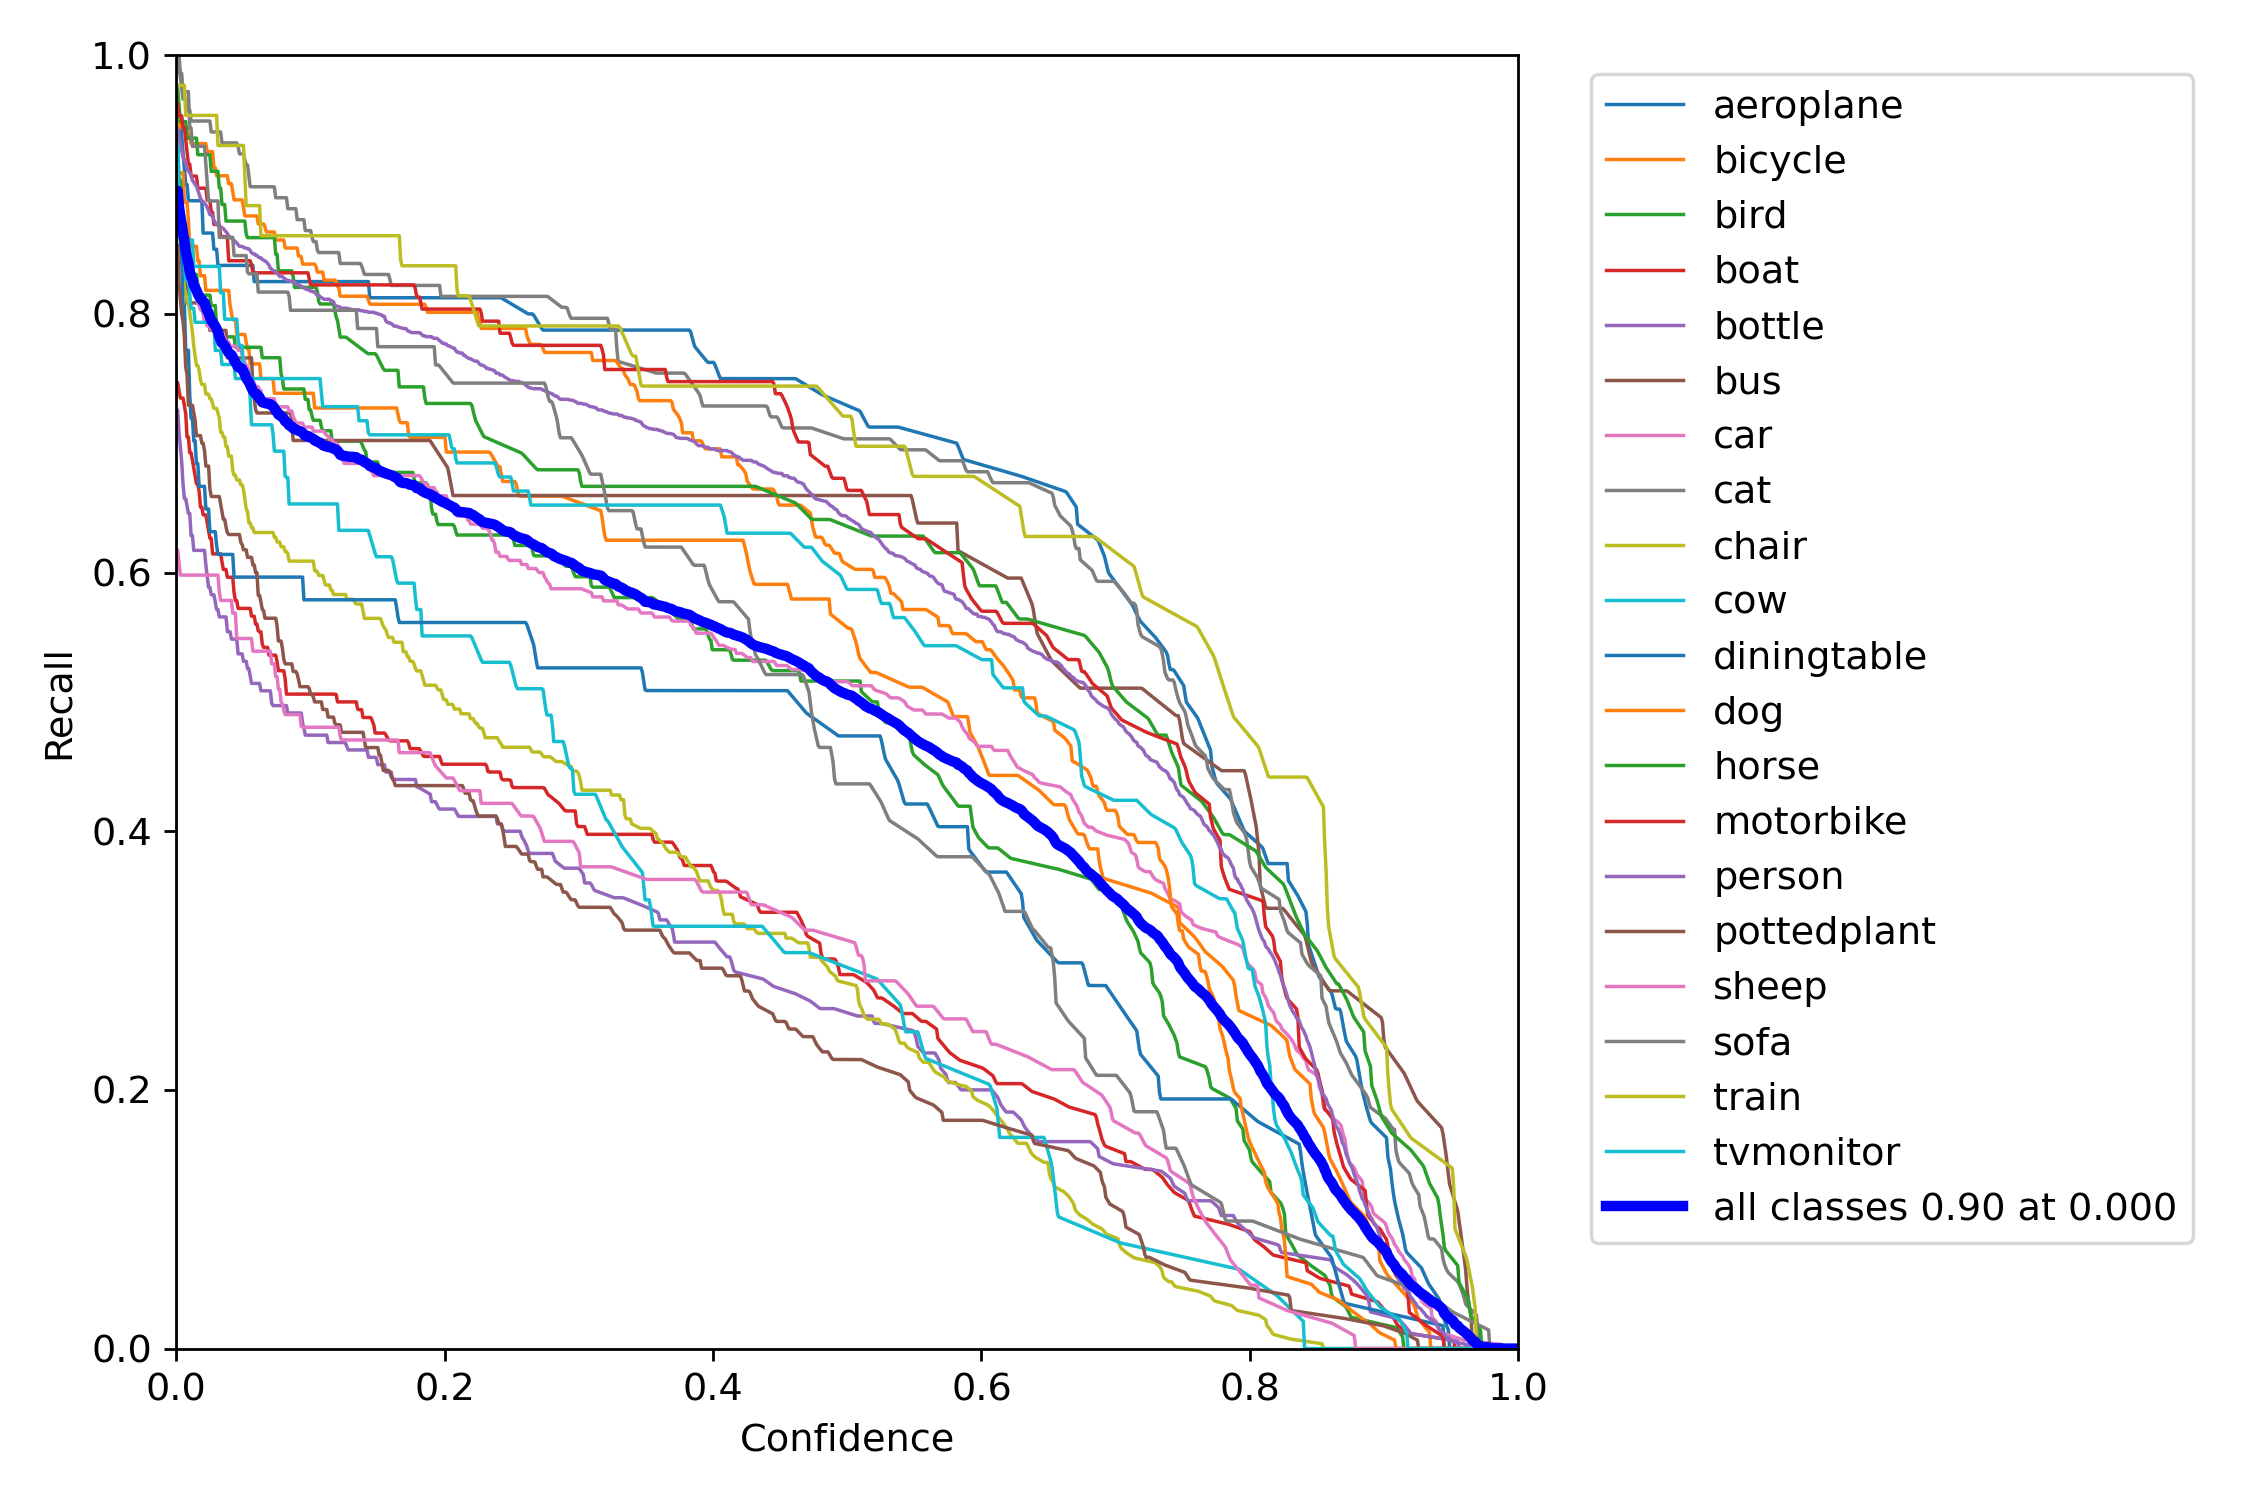 1.0
0.8
0.6
0.4
0.2
0.0
Recall
0.0 0.2 0.4 0.6 0.8 1.0
Confidence
aeroplane
bicycle
bird
boat
bottle
bus
car
cat
chair
cow
diningtable
dog
horse
motorbike
person
pottedplant
sheep
sofa
train
tvmonitor
all classes 0.90 at 0.000